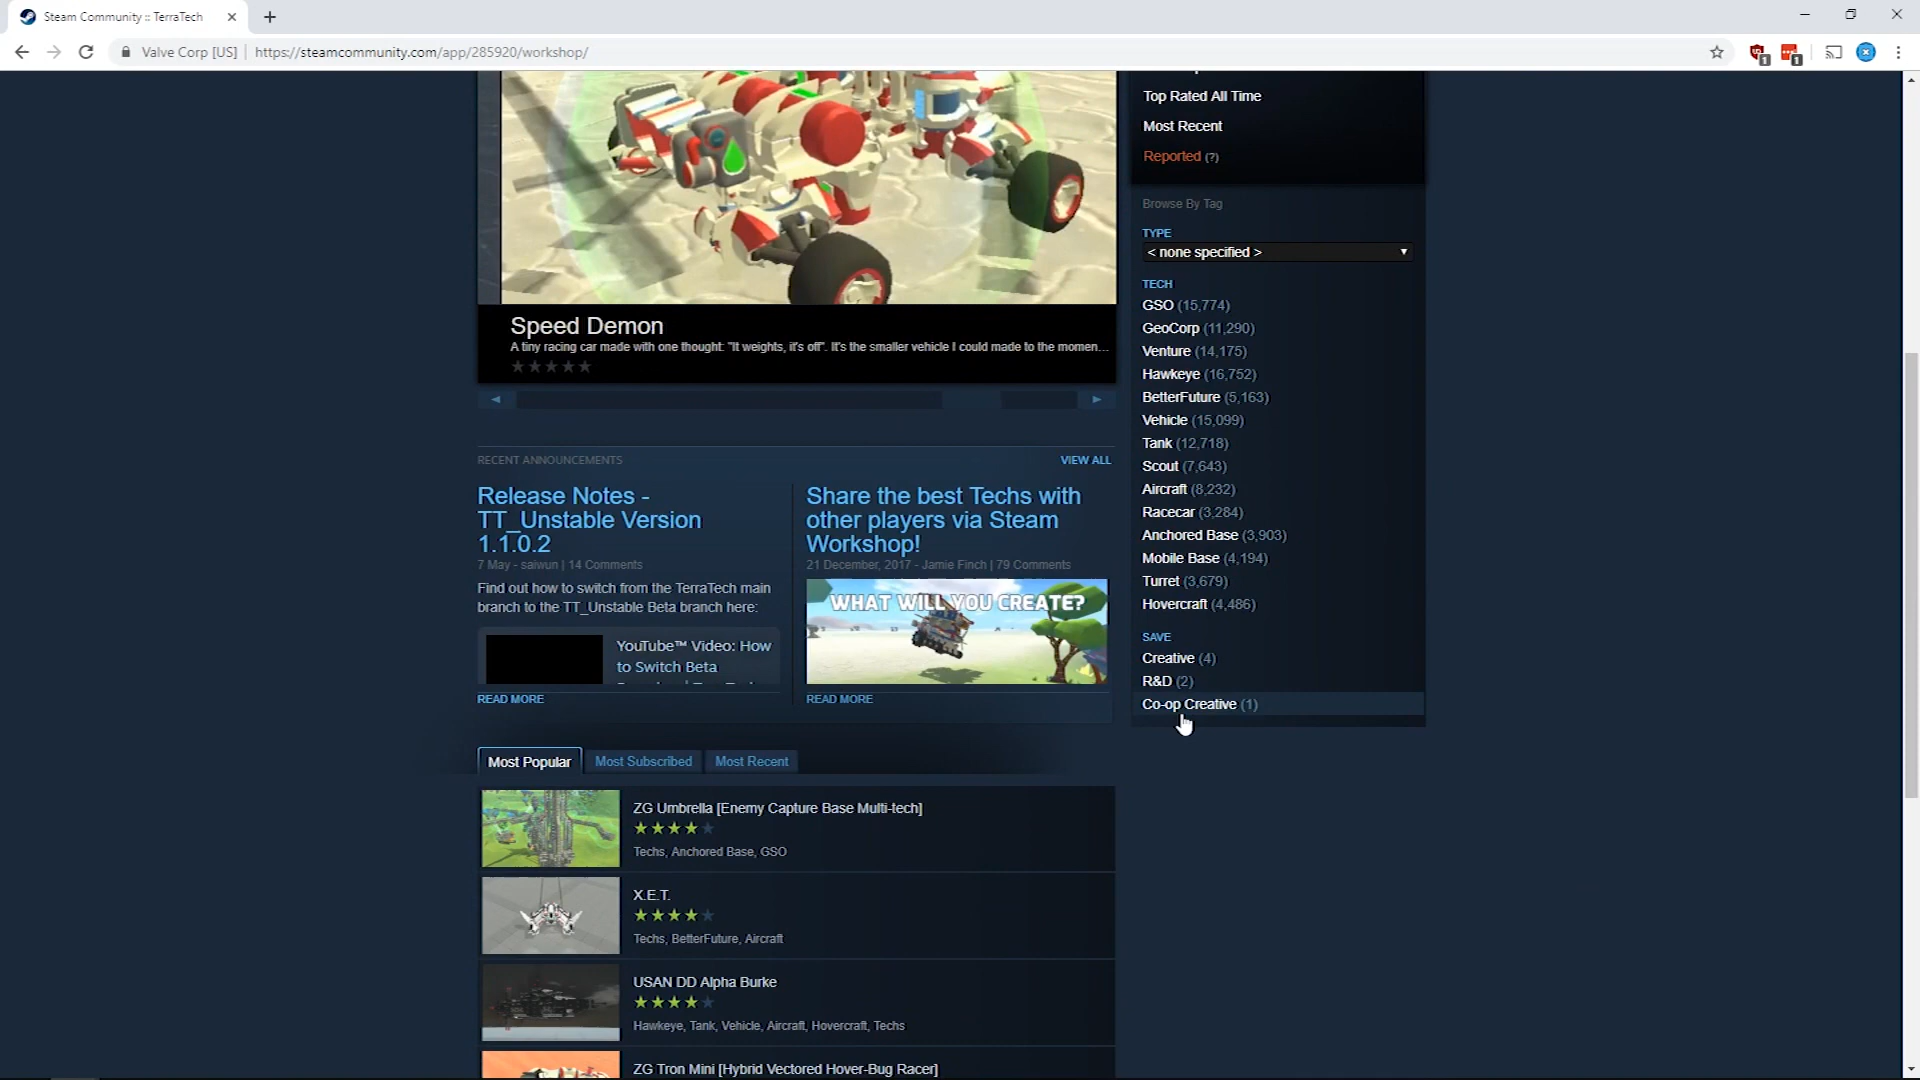 Steam Community :: TerraTech
Valve Corp [US] | https://steamcommunity.com/app/285920/workshop/
1
1
Top Rated All Time
Most Recent
Reported (?)
Browse By Tag
TYPE
< none specified >
TECH
GSO (15,774)
GeoCorp (11,290)
Venture (14,175)
Hawkeye (16,752)
BetterFuture (5,163)
Vehicle (15,099)
Tank (12,718)
Scout (7,643)
Aircraft (8,232)
Racecar (3,284)
Anchored Base (3,903)
Mobile Base (4,194)
Turret (3,679)
Hovercraft (4,486)
SAVE
Creative (4)
R&D (2)
Co-op Creative (1)
Speed Demon
A tiny racing car made with one thought: "It weights, it's off". It's the smaller vehicle I could made to the momen...
RECENT ANNOUNCEMENTS
VIEW ALL
Release Notes -
TT_Unstable Version
1.1.0.2
7 May - saiwun | 14 Comments
Find out how to switch from the TerraTech main
branch to the TT_Unstable Beta branch here:
YouTube™ Video: How
to Switch Beta
READ MORE
Share the best Techs with
other players via Steam
Workshop!
21 December, 2017 - Jamie Finch | 79 Comments
WHAT WILL YOU CREATE?
READ MORE
Most Popular
Most Subscribed
Most Recent
ZG Umbrella [Enemy Capture Base Multi-tech]
Techs, Anchored Base, GSO
X.E.T.
Techs, BetterFuture, Aircraft
USAN DD Alpha Burke
Hawkeye, Tank, Vehicle, Aircraft, Hovercraft, Techs
ZG Tron Mini [Hybrid Vectored Hover-Bug Racer]